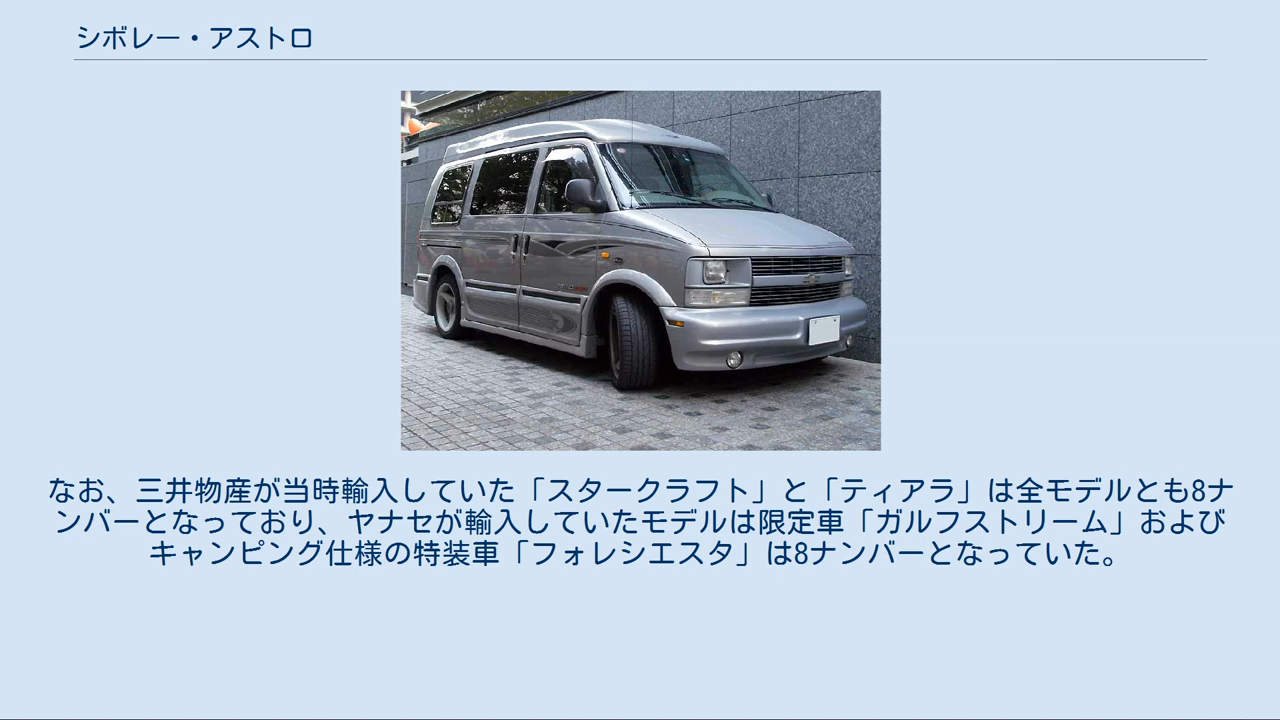 シボレー・アストロ
なお、三井物産が当時輸入していた「スタークラフト」と「ティアラ」は全モデルとも8ナ
ンバーとなっており、ヤナセが輸入していたモデルは限定車「ガルフストリーム」および
キャンピング仕様の特装車「フォレシエスタ」は8ナンバーとなっていた。